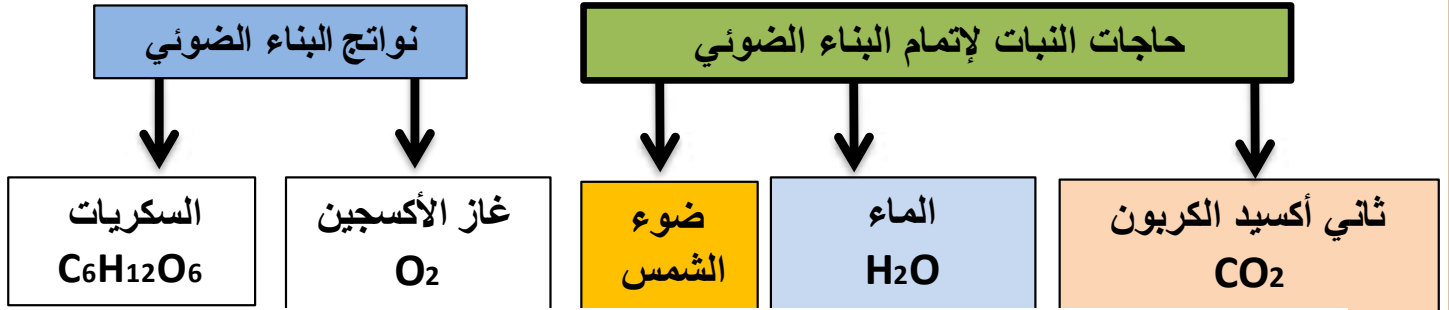 حاجات النبات لإتمام البناء الضوئي
نواتج البناء الضوئي
ثاني أكسيد الكربون
CO2
الماء
H2O
ضوء
الشمس
غاز الأكسجين
O2
السكريات
C6H12O6